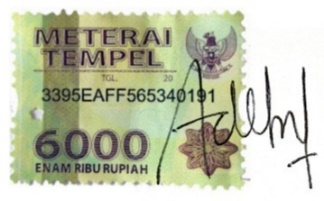 METERAI
TEMPEL
TGL. 20
3395EAFF565340191
6000
ENAM RIBU RUPIAH